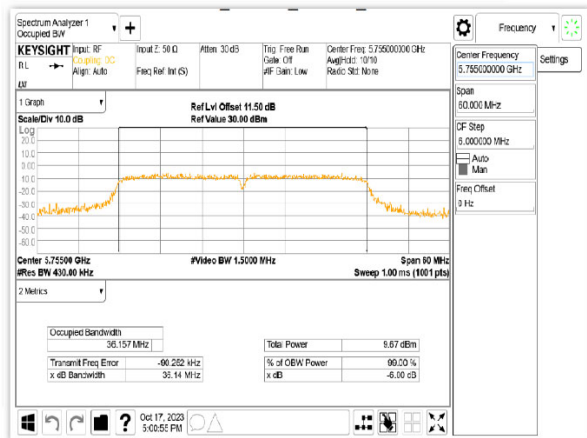 Spectrum Analyzer 1
Occupied BW
Frequency
KEYSIGHT
Input: RF
Coupling: DC
Align: Auto
Input Z: 50 Ω
Freq Ref: Int (S)
Atten: 30 dB
Trig: Free Run
Gate: Off
#IF Gain: Low
Center Freq: 5.755000000 GHz
Avg|Hold: 10/10
Radio Std: None
RL
Center Frequency
5.755000000 GHz
Settings
Span
60.000 MHz
CF Step
6.000000 MHz
Auto
Man
Freq Offset
0 Hz
1 Graph
Scale/Div 10.0 dB
Ref Lvl Offset 11.50 dB
Ref Value 30.00 dBm
Log
20.0
10.0
0.00
-10.0
-20.0
-30.0
-40.0
-50.0
-60.0
Center 5.75500 GHz
#Video BW 1.5000 MHz
Span 60 MHz
#Res BW 430.00 kHz
Sweep 1.00 ms (1001 pts)
2 Metrics
Occupied Bandwidth
36.157 MHz
Total Power 9.67 dBm
Transmit Freq Error -90.262 kHz
% of OBW Power 99.00 %
x dB Bandwidth 36.14 MHz
x dB -6.00 dB
Oct 17, 2023
5:00:55 PM